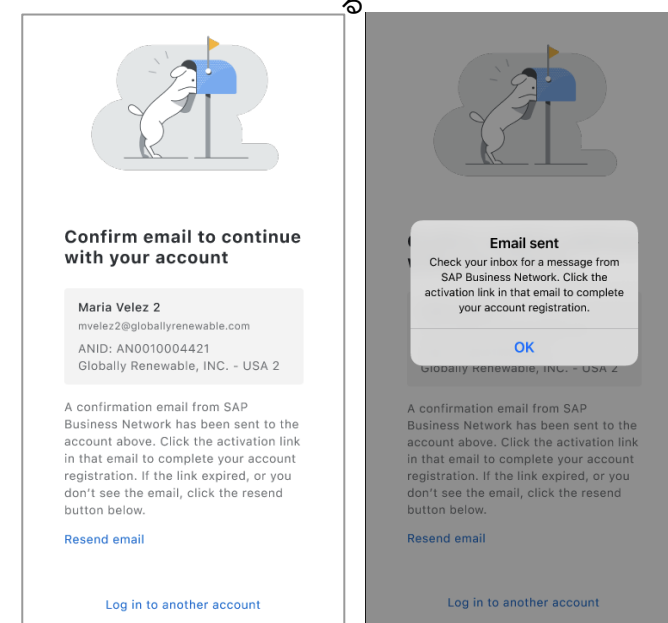 Confirm email to continue
with your account
Maria Velez 2
mvelez2@globallyrenewable.com
ANID: AN0010004421
Globally Renewable, INC. - USA 2
A confirmation email from SAP
Business Network has been sent to the
account above. Click the activation link
in that email to complete your account
registration. If the link expired, or you
don't see the email, click the resend
button below.
Resend email
Log in to another account
Email sent
Check your inbox for a message from
SAP Business Network. Click the
activation link in that email to complete
your account registration.
OK
Globally Renewable, INC. - USA 2
A confirmation email from SAP
Business Network has been sent to the
account above. Click the activation link
in that email to complete your account
registration. If the link expired, or you
don't see the email, click the resend
button below.
Resend email
Log in to another account